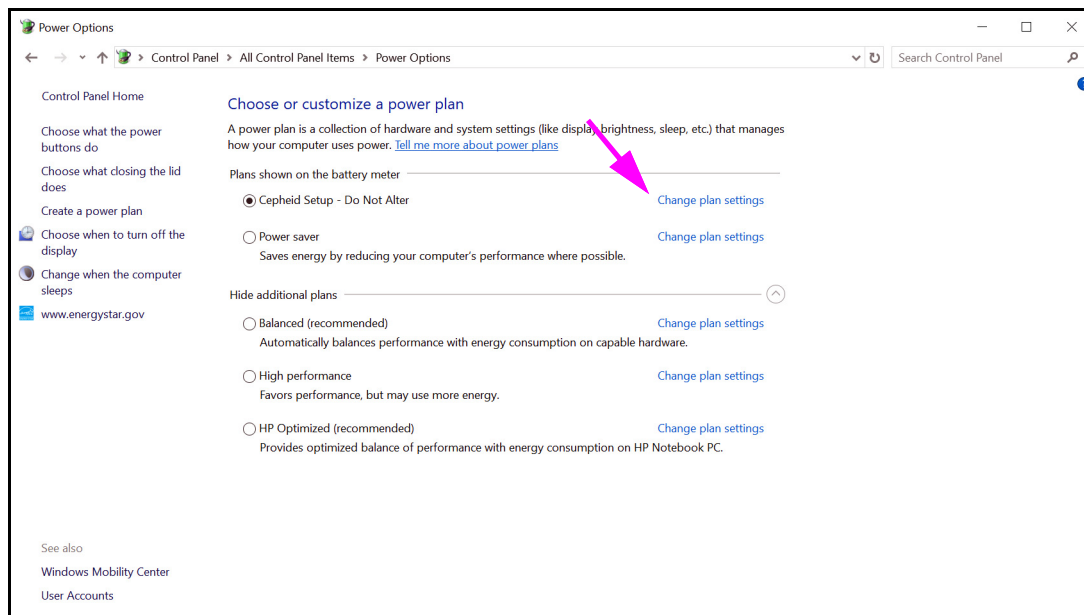 Power Options
Control Panel > All Control Panel Items > Power Options
Search Control Panel
Control Panel Home
Choose what the power
buttons do
Choose what closing the lid
does
Create a power plan
Choose when to turn off the
display
Change when the computer
sleeps
www.energystar.gov
Choose or customize a power plan
A power plan is a collection of hardware and system settings (like display brightness, sleep, etc.) that manages
how your computer uses power. Tell me more about power plans
Plans shown on the battery meter
Cepheid Setup - Do Not Alter Change plan settings
Power saver Change plan settings
Saves energy by reducing your computer's performance where possible.
Hide additional plans
Balanced (recommended) Change plan settings
Automatically balances performance with energy consumption on capable hardware.
High performance Change plan settings
Favors performance, but may use more energy.
HP Optimized (recommended) Change plan settings
Provides optimized balance of performance with energy consumption on HP Notebook PC.
See also
Windows Mobility Center
User Accounts